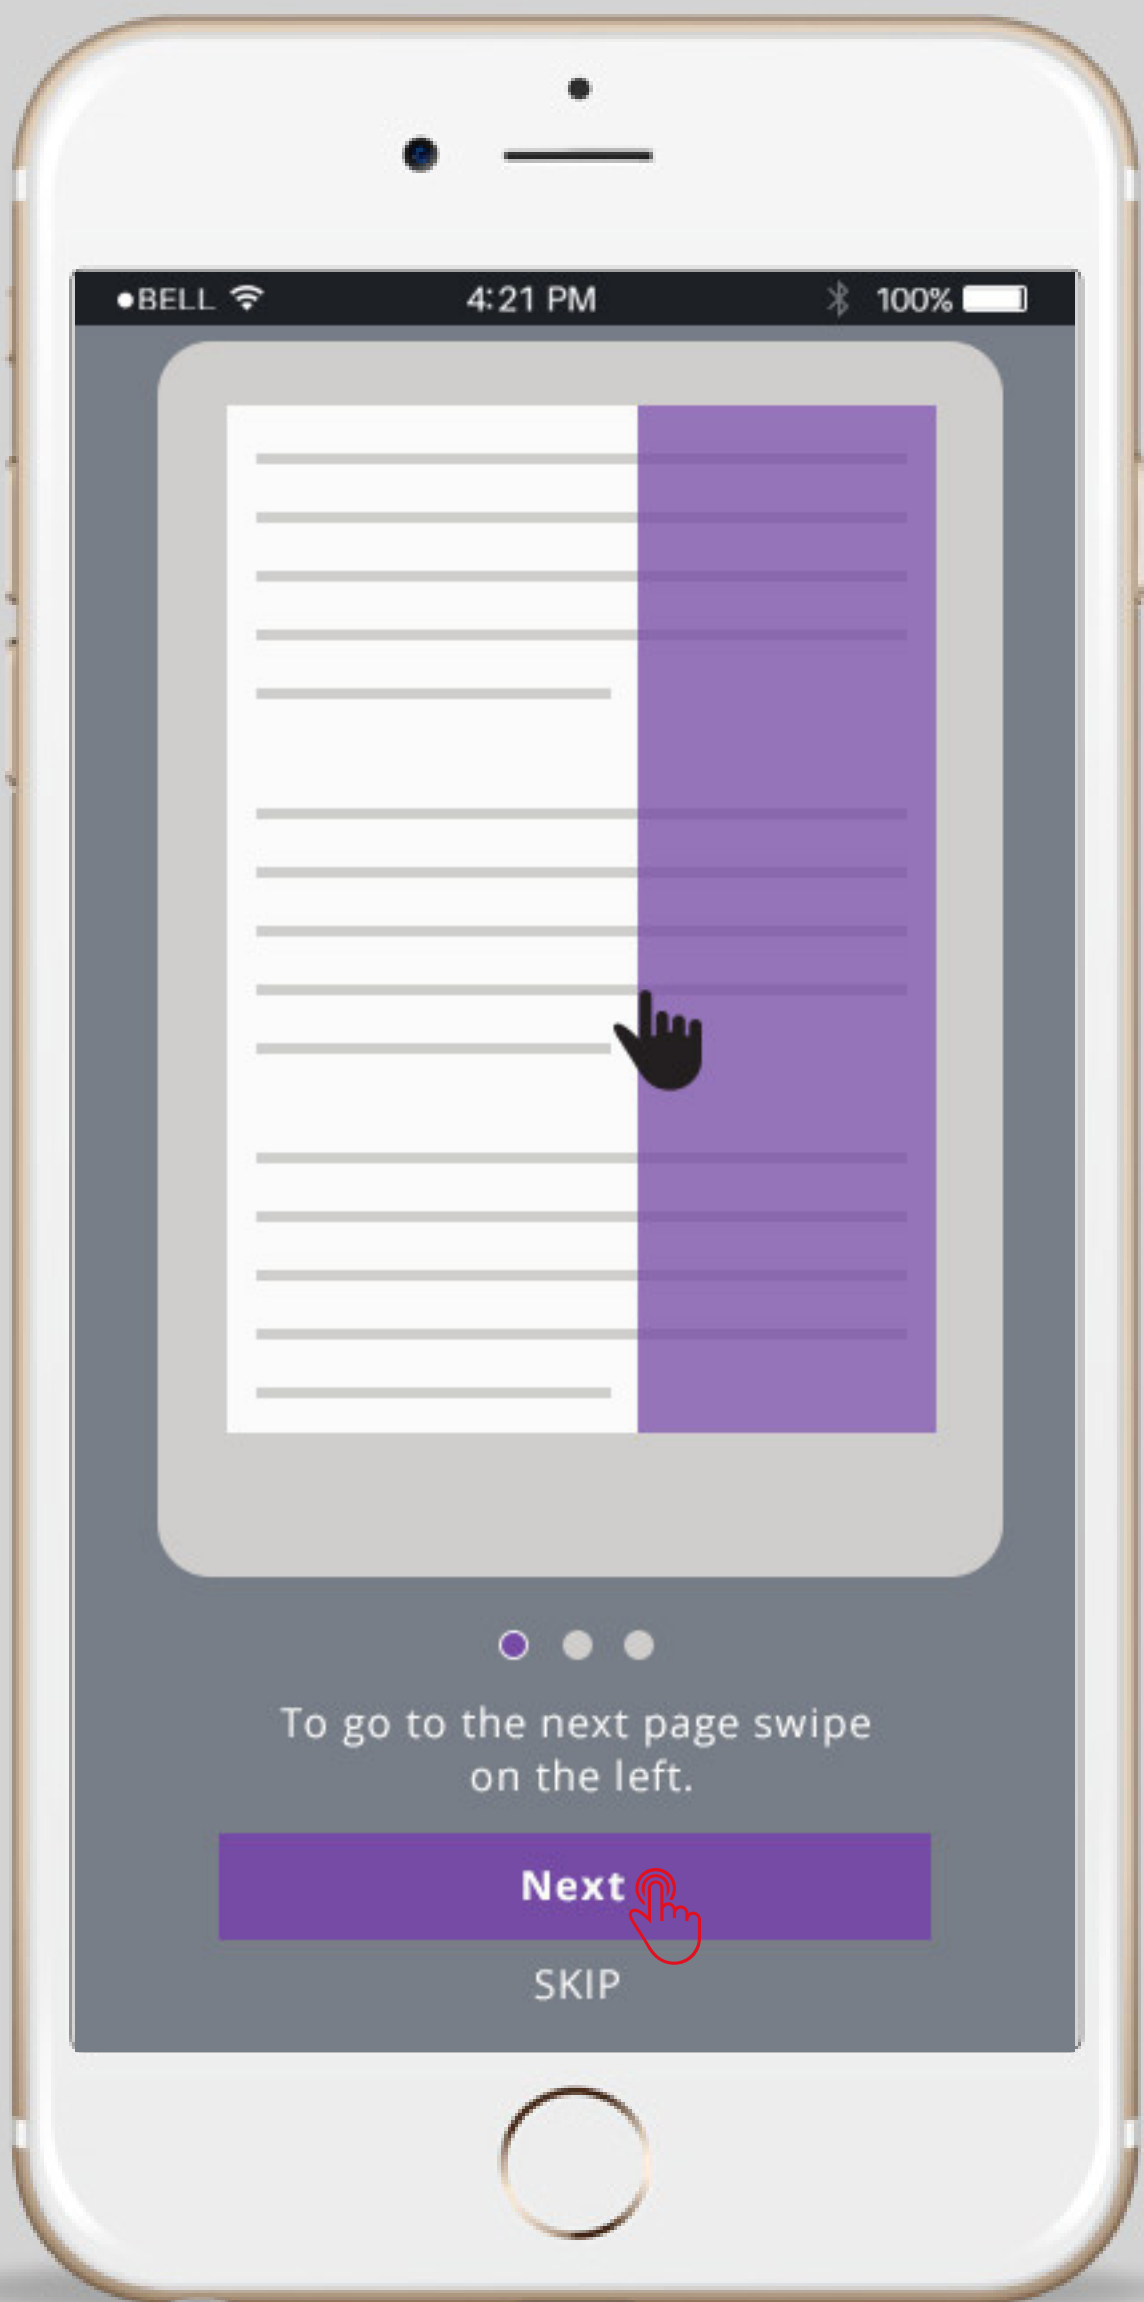 BELL 4:21 PM 100%
To go to the next page swipe
on the left.
Next
SKIP